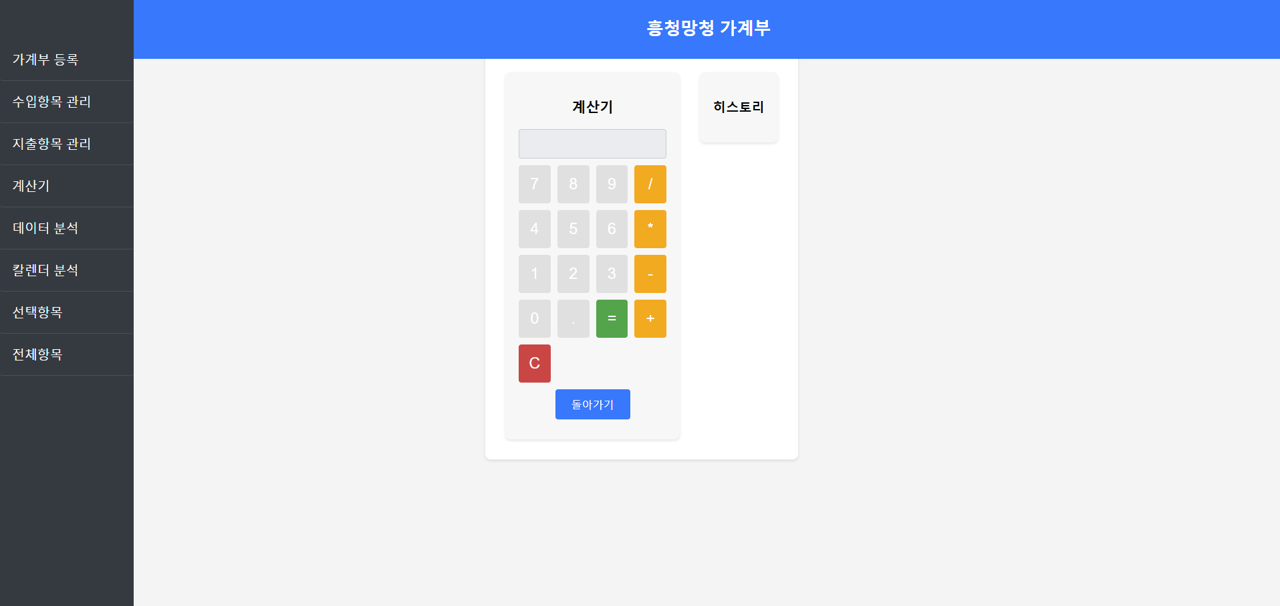 흥청망청 가계부
가계부 등록
수입항목 관리
지출항목 관리
계산기
데이터 분석
칼렌더 분석
선택항목
전체항목
계산기
7 8 9 /
4 5 6 *
1 2 3 -
0 . = +
C
돌아가기
히스토리